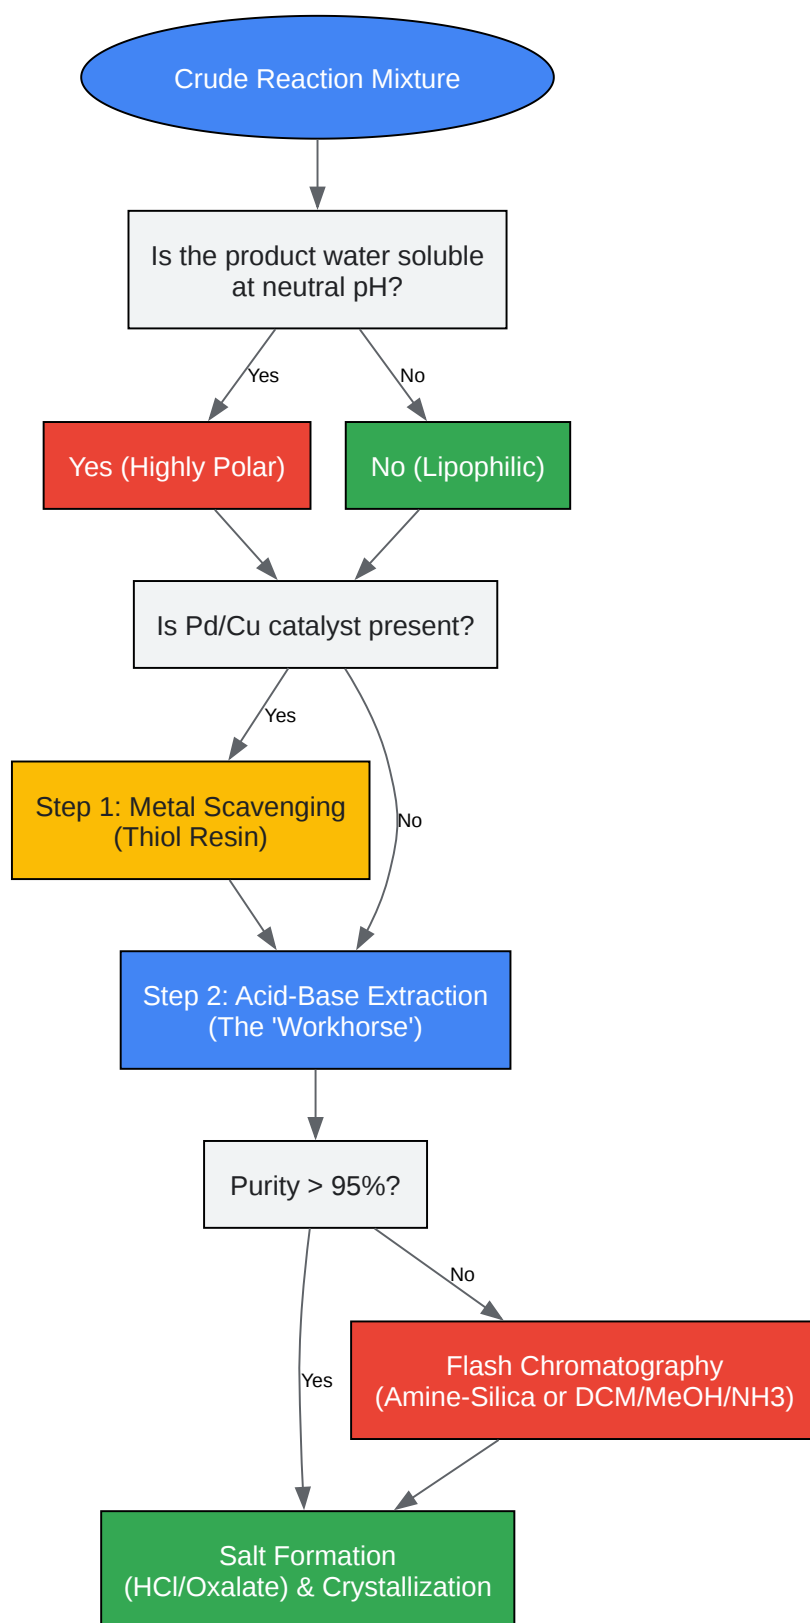 Crude Reaction Mixture
Is the product water soluble
at neutral pH?
Yes
No
Yes (Highly Polar)
No (Lipophilic)
Is Pd/Cu catalyst present?
Yes
Step 1: Metal Scavenging
(Thiol Resin)
No
Step 2: Acid-Base Extraction
(The 'Workhorse')
Purity > 95%?
No
Flash Chromatography
(Amine-Silica or DCM/MeOH/NH3)
Yes
Salt Formation
(HCl/Oxalate) & Crystallization